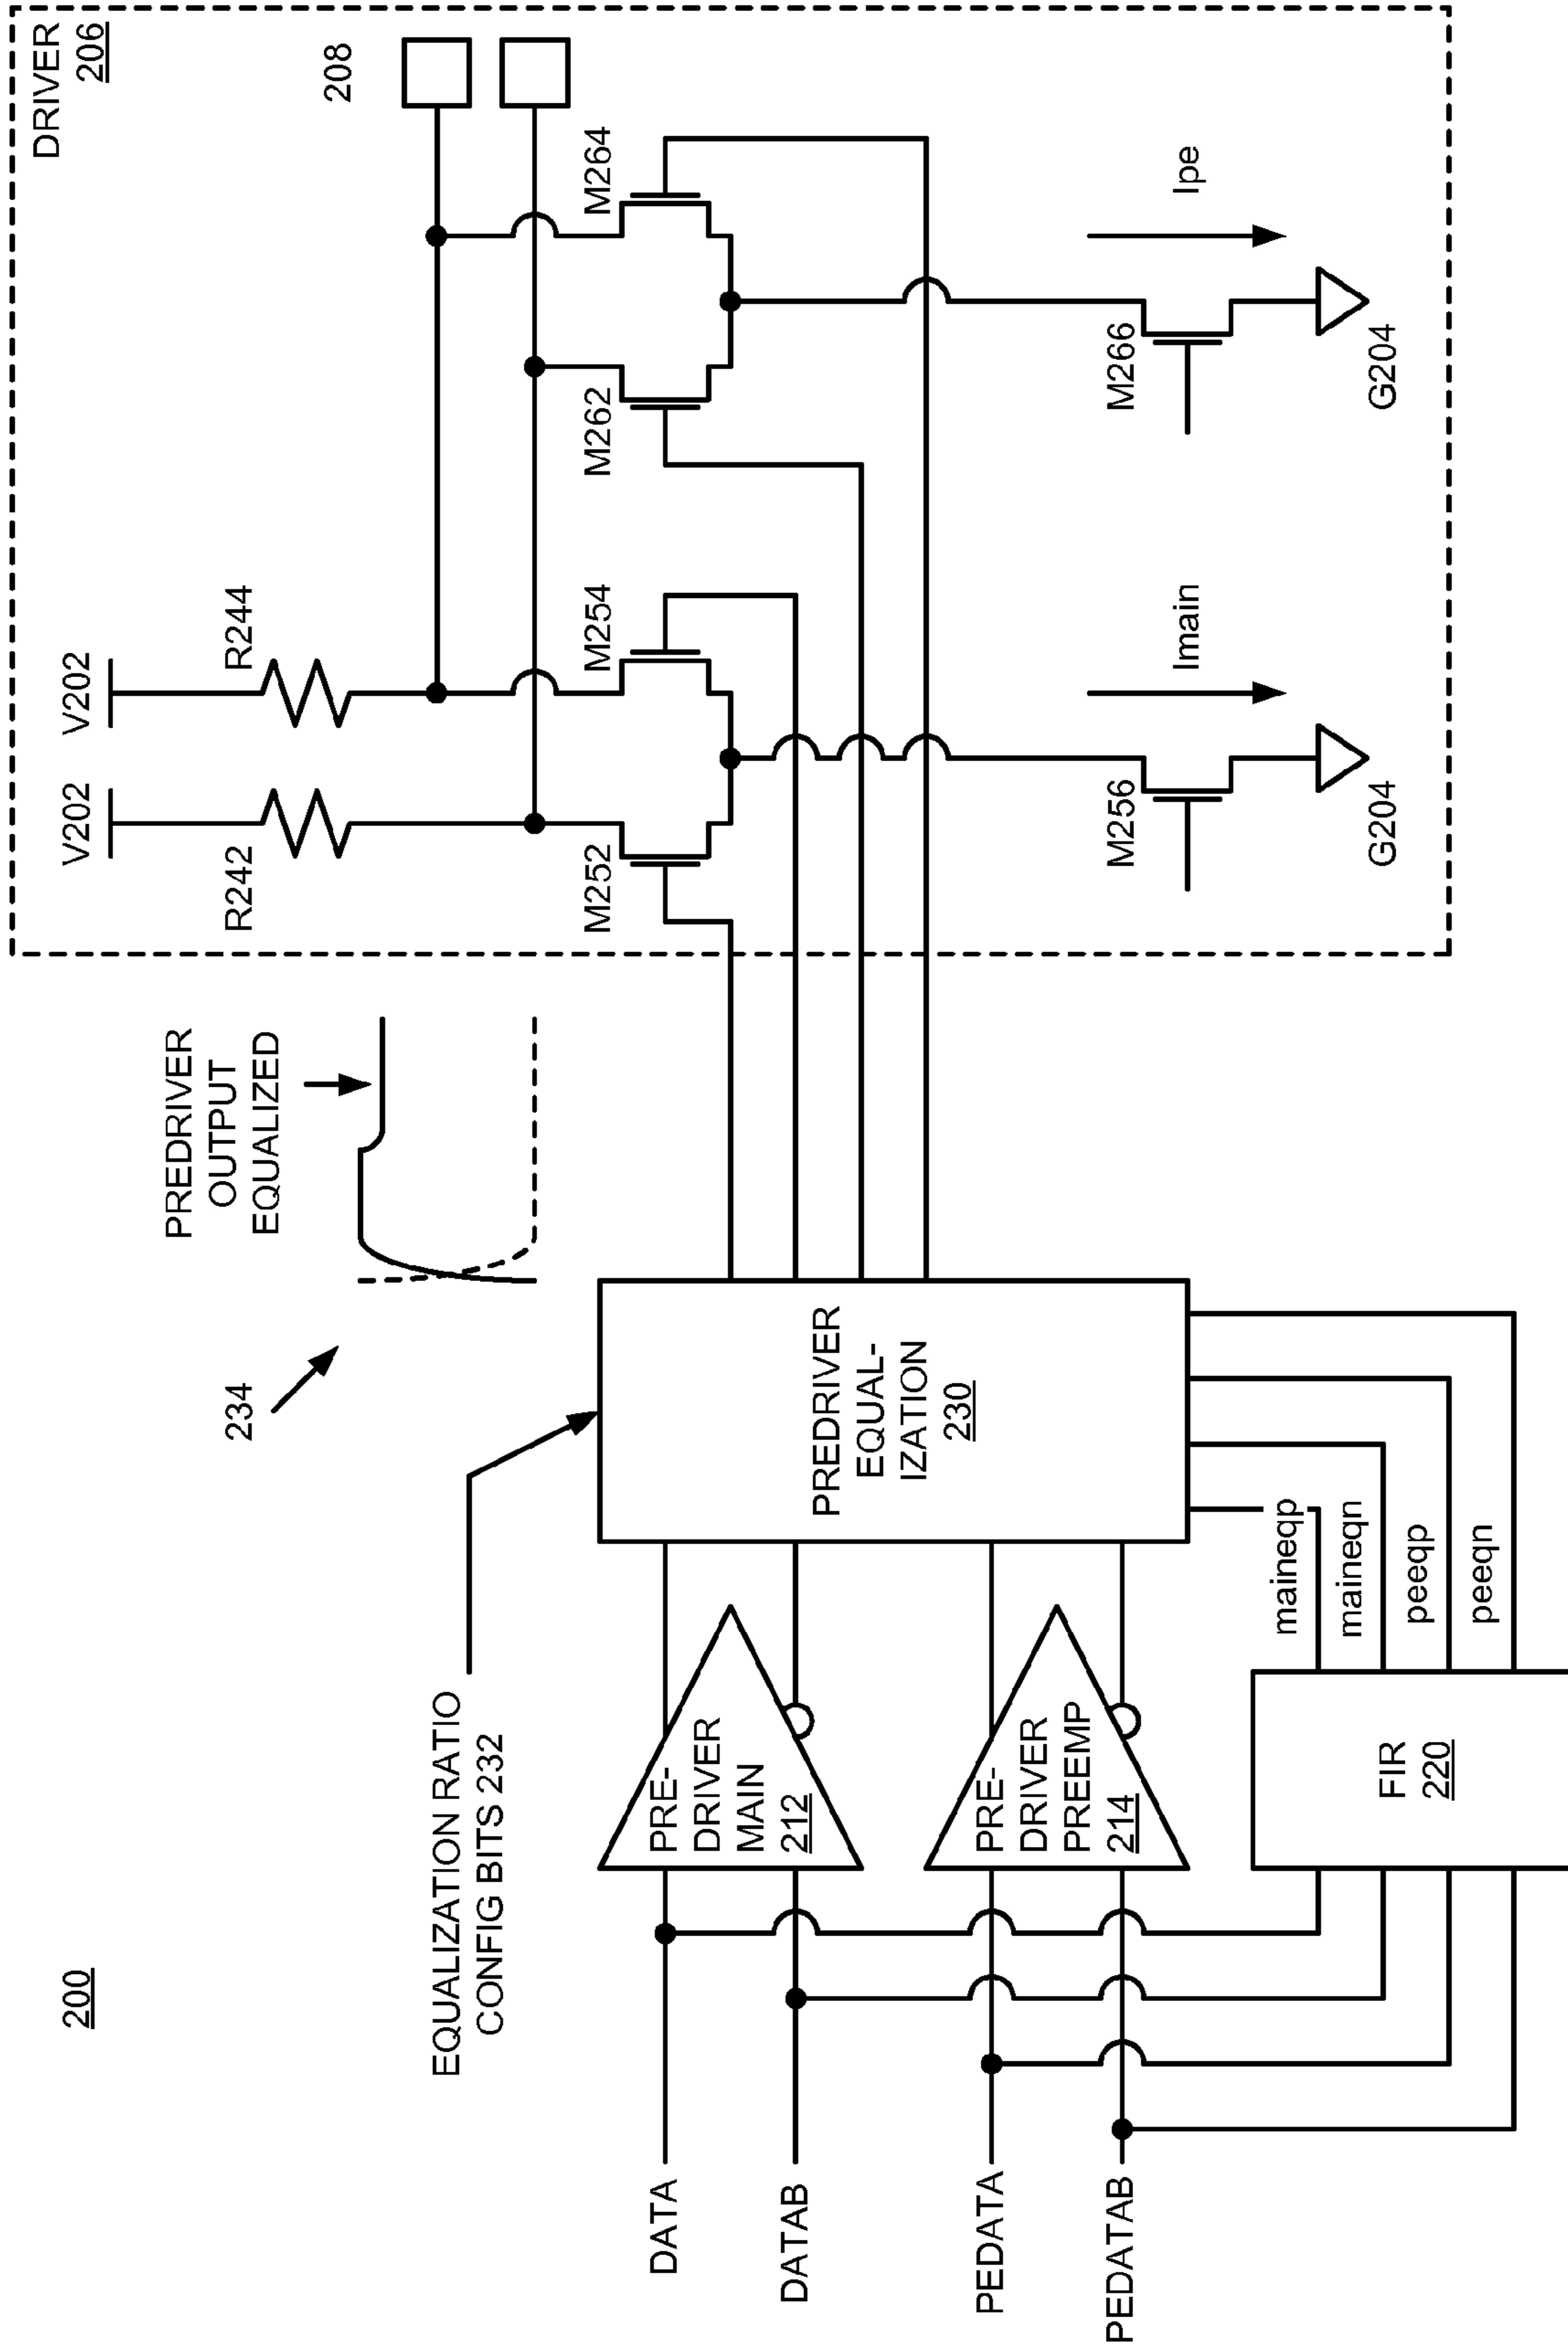 200
DRIVER
206
208
V202
V202
R242
R244
M252
M254
M262
M264
M256
M266
Imain
Ipe
G204
G204
234
PREDRIVER
OUTPUT
EQUALIZED
EQUALIZATION RATIO
CONFIG BITS 232
PREDRIVER
EQUAL-
IZATION
230
PRE-
DRIVER
MAIN
212
PRE-
DRIVER
PREEMP
214
DATA
DATAB
PEDATA
PEDATAB
FIR
220
maineqp
maineqn
peeqp
peeqn